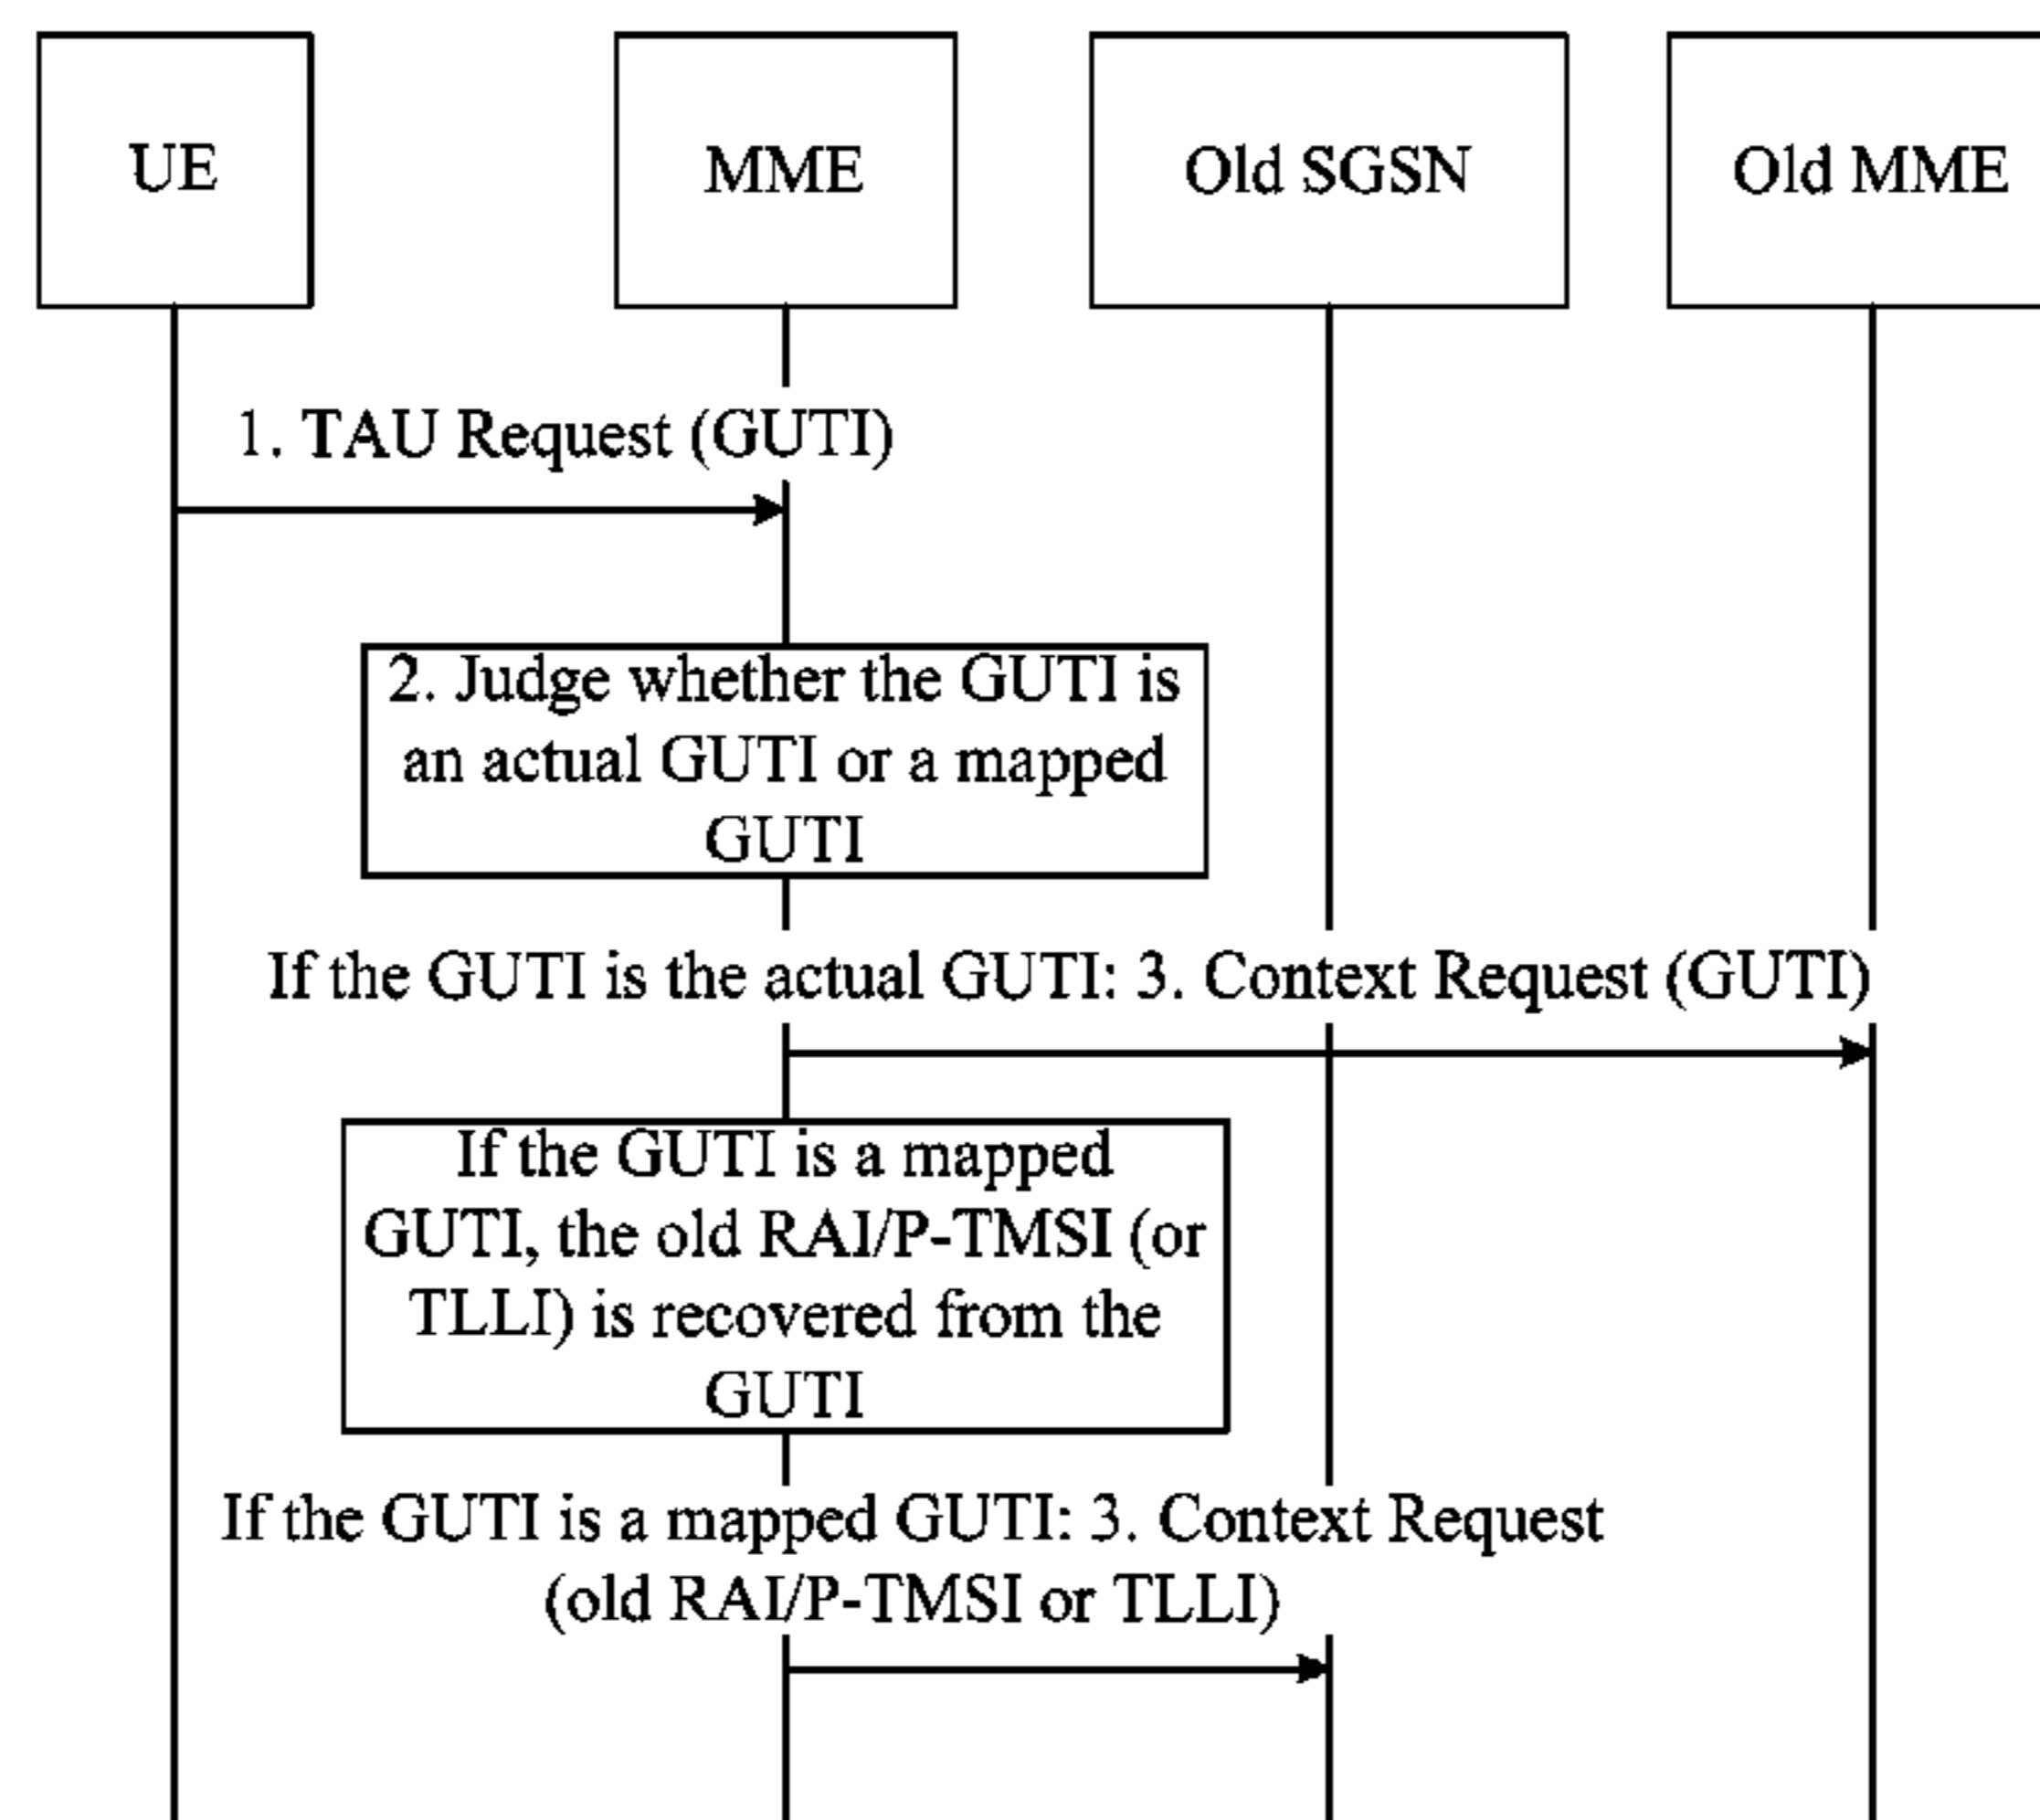 UE
MME
Old SGSN
Old MME
1. TAU Request (GUTI)
2. Judge whether the GUTI is
an actual GUTI or a mapped
GUTI
If the GUTI is the actual GUTI: 3. Context Request (GUTI)
If the GUTI is a mapped
GUTI, the old RAI/P-TMSI (or
TLLI) is recovered from the
GUTI
If the GUTI is a mapped GUTI: 3. Context Request
(old RAI/P-TMSI or TLLI)